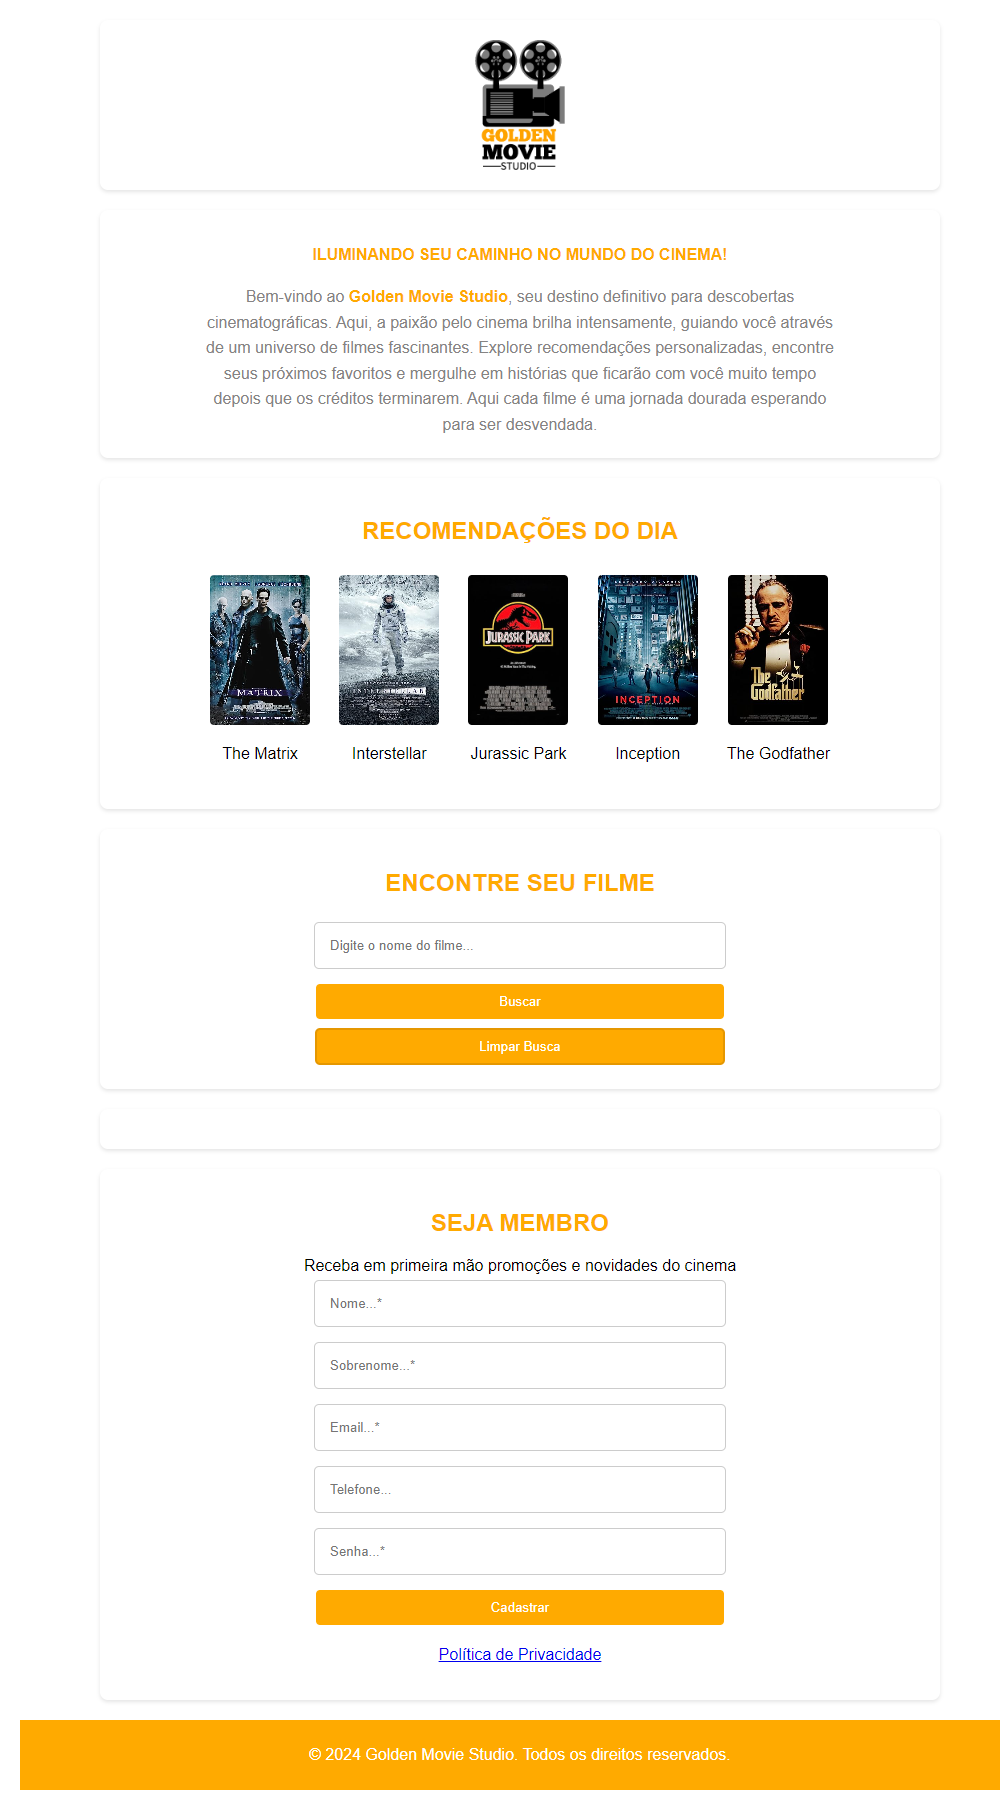 GOLDEN
MOVIE
STUDIO
ILUMINANDO SEU CAMINHO NO MUNDO DO CINEMA!
Bem-vindo ao Golden Movie Studio, seu destino definitivo para descobertas
cinematográficas. Aqui, a paixão pelo cinema brilha intensamente, guiando você através
de um universo de filmes fascinantes. Explore recomendações personalizadas, encontre
seus próximos favoritos e mergulhe em histórias que ficarão com você muito tempo
depois que os créditos terminarem. Aqui cada filme é uma jornada dourada esperando
para ser desvendada.
RECOMENDAÇÕES DO DIA
MATRIX
INTERSTELLAR
JURASSIC PARK
INCEPTION
The
Godfather
The Matrix
Interstellar
Jurassic Park
Inception
The Godfather
ENCONTRE SEU FILME
Digite o nome do filme...
Buscar
Limpar Busca
SEJA MEMBRO
Receba em primeira mão promoções e novidades do cinema
Nome...*
Sobrenome...*
Email...*
Telefone...
Senha...*
Cadastrar
Política de Privacidade
© 2024 Golden Movie Studio. Todos os direitos reservados.